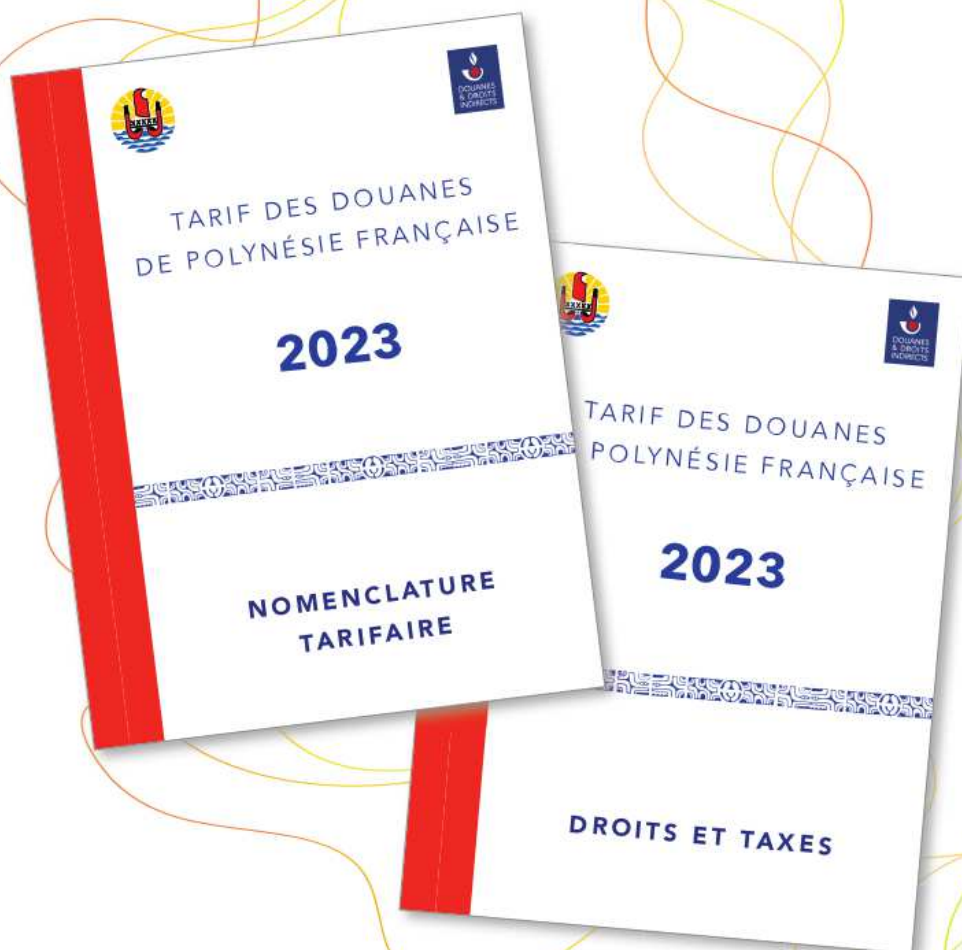 DOUANES
& DROITS
INDIRECTS
TARIF DES DOUANES
DE POLYNÉSIE FRANÇAISE
2023
NOMENCLATURE
TARIFAIRE
DOUANES
& DROITS
INDIRECTS
TARIF DES DOUANES
POLYNÉSIE FRANÇAISE
2023
DROITS ET TAXES